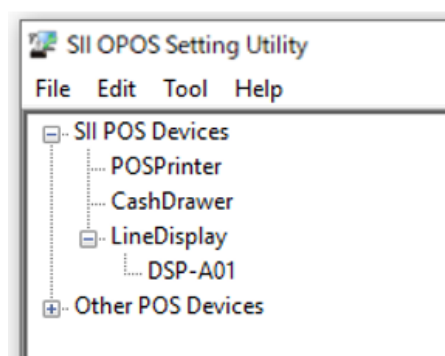 SII OPOS Setting Utility
File Edit Tool Help
SII POS Devices
POSPrinter
CashDrawer
LineDisplay
DSP-A01
Other POS Devices